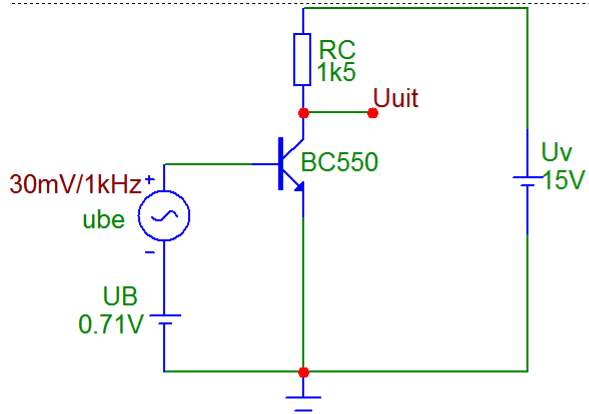 RC
1k5
Uuit
BC550
Uv
15V
30mV/1kHz
+
ube
-
UB
0.71V